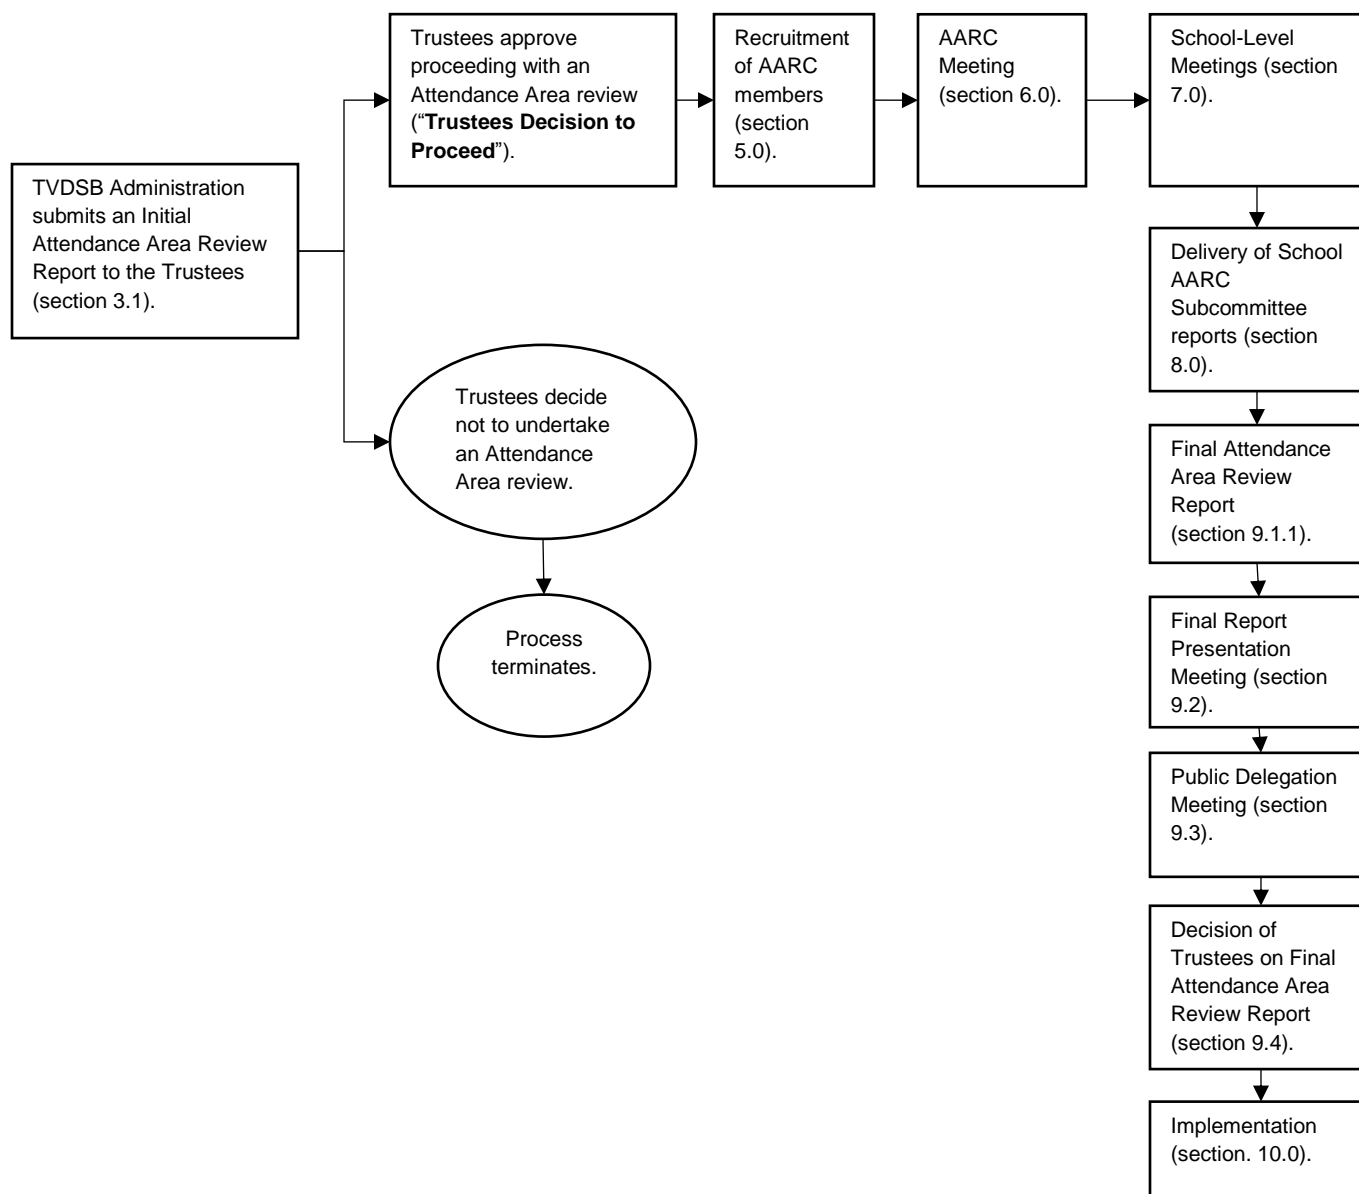 TVDSB Administration
submits an Initial
Attendance Area Review
Report to the Trustees
(section 3.1).
Trustees approve
proceeding with an
Attendance Area review
(“Trustees Decision to
Proceed”).
Recruitment
of AARC
members
(section
5.0).
AARC
Meeting
(section 6.0).
School-Level
Meetings (section
7.0).
Delivery of School
AARC
Subcommittee
reports (section
8.0).
Final Attendance
Area Review
Report
(section 9.1.1).
Final Report
Presentation
Meeting (section
9.2).
Public Delegation
Meeting (section
9.3).
Decision of
Trustees on Final
Attendance Area
Review Report
(section 9.4).
Implementation
(section. 10.0).
Trustees decide
not to undertake
an Attendance
Area review.
Process
terminates.